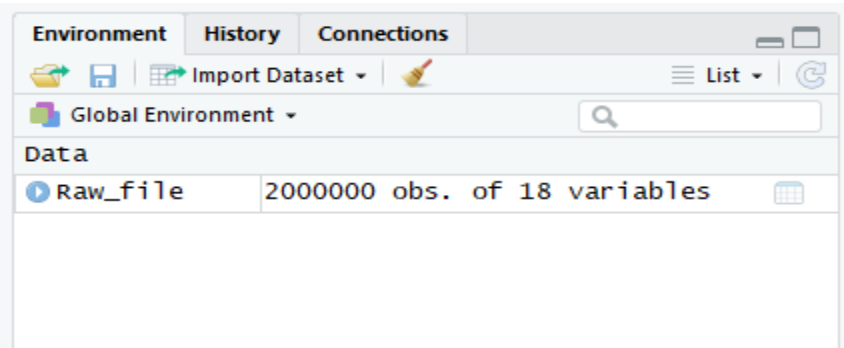 Environment History Connections
Import Dataset List
Global Environment
Data
Raw_file 2000000 obs. of 18 variables